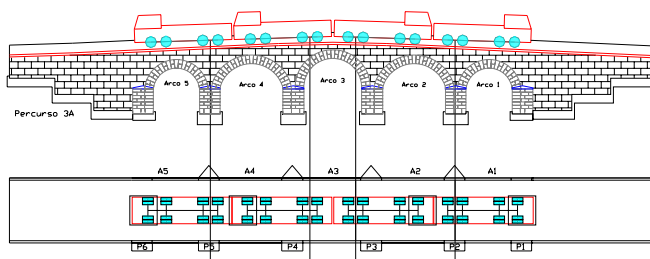 Arco 5 Arco 4 Arco 3 Arco 2 Arco 1
Percurso 3A
A5 A4 A3 A2 A1
P6 P5 P4 P3 P2 P1